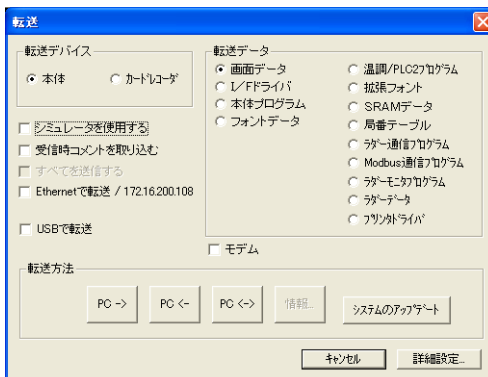 転送
転送デバイス
本体
カードレコーダ
シミュレータを使用する
受信時コメントを取り込む
すべてを送信する
Ethernetで転送 / 172.16.200.108
USBで転送
転送データ
画面データ
I/Fドライバ
本体プログラム
フォントデータ
温調/PLC2プログラム
拡張フォント
SRAMデータ
局番テーブル
ラダー通信プログラム
Modbus通信プログラム
ラダーモニタプログラム
ラダーデータ
プリンタドライバ
モデム
転送方法
PC ->
PC <-
PC <->
情報...
システムのアップデート
キャンセル
詳細設定...